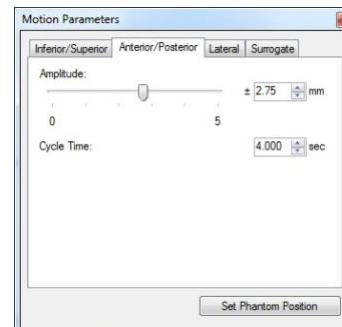 Motion Parameters
Inferior/Superior Anterior/Posterior Lateral Surrogate
Amplitude:
± 2.75 mm
0 5
Cycle Time: 4.000 sec
Set Phantom Position